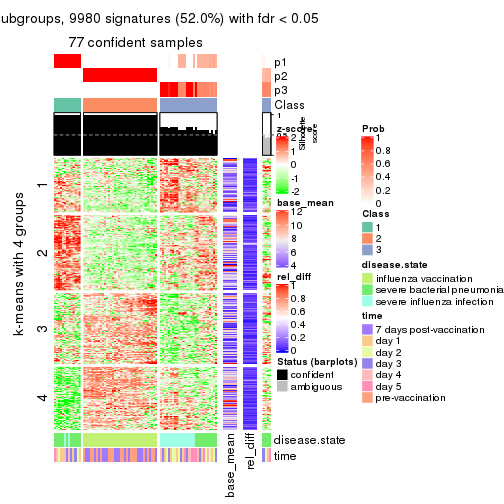 ubgroups, 9980 signatures (52.0%) with fdr < 0.05
77 confident samples
p1
p2
p3
Class
1
Silhouette
score
k-means with 4 groups
1
2
3
4
z-score
2
1
0
-1
-2
base_mean
12
10
8
6
4
rel_diff
1
0.8
0.6
0.4
0.2
0
Status (barplots)
confident
ambiguous
Prob
1
0.8
0.6
0.4
0.2
0
Class
1
2
3
disease.state
influenza vaccination
severe bacterial pneumonia
severe influenza infection
time
7 days post-vaccination
day 1
day 2
day 3
day 4
day 5
pre-vaccination
disease.state
time
base_mean
rel_diff